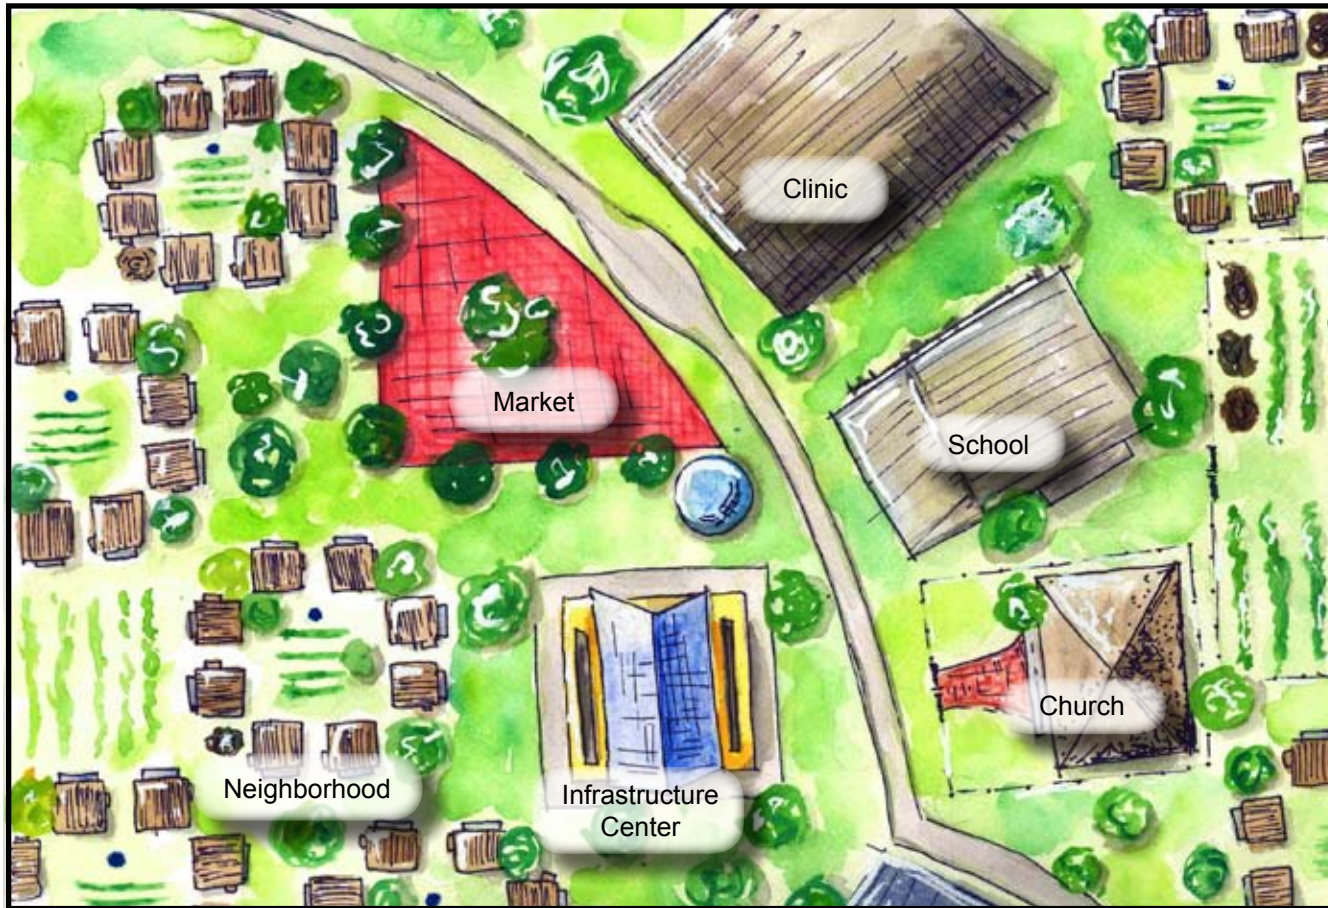 Clinic
Market
School
Church
Neighborhood
Infrastructure
Center